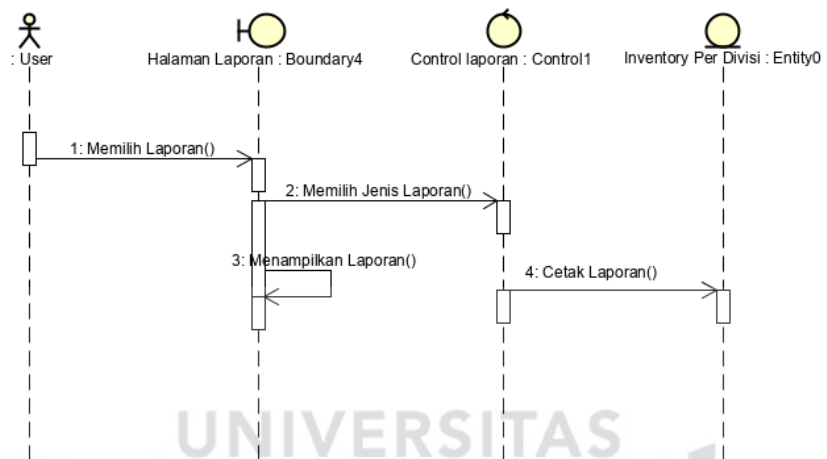 : User
Halaman Laporan : Boundary4
Control laporan : Control1
Inventory Per Divisi : Entity0
1: Memilih Laporan()
2: Memilih Jenis Laporan()
3: Menampilkan Laporan()
4: Cetak Laporan()
UNIVERSITAS